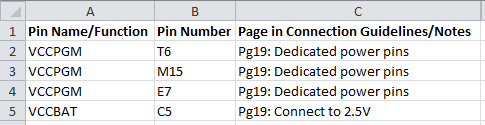 A B C
1 Pin Name/Function Pin Number Page in Connection Guidelines/Notes
2 VCCPGM T6 Pg19: Dedicated power pins
3 VCCPGM M15 Pg19: Dedicated power pins
4 VCCPGM E7 Pg19: Dedicated power pins
5 VCCBAT C5 Pg19: Connect to 2.5V